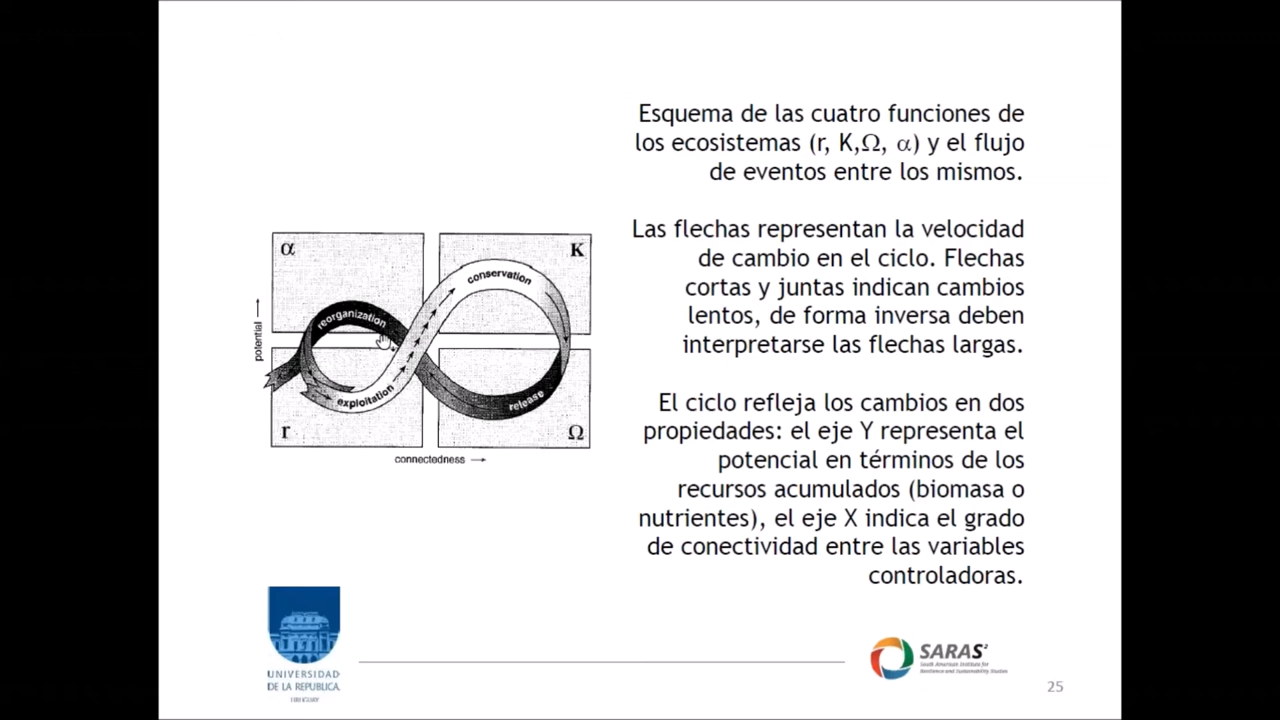 Esquema de las cuatro funciones de
los ecosistemas (r, K,Ω, α) y el flujo
de eventos entre los mismos.
Las flechas representan la velocidad
de cambio en el ciclo. Flechas
cortas y juntas indican cambios
lentos, de forma inversa deben
interpretarse las flechas largas.
El ciclo refleja los cambios en dos
propiedades: el eje Y representa el
potencial en términos de los
recursos acumulados (biomasa o
nutrientes), el eje X indica el grado
de conectividad entre las variables
controladoras.
α
K
conservation
reorganization
potential
exploitation
release
r
Ω
connectedness
UNIVERSIDAD
DE LA REPUBLICA
URUGUAY
SARAS²
South American Institute for
Resilience and Sustainability Studies
25